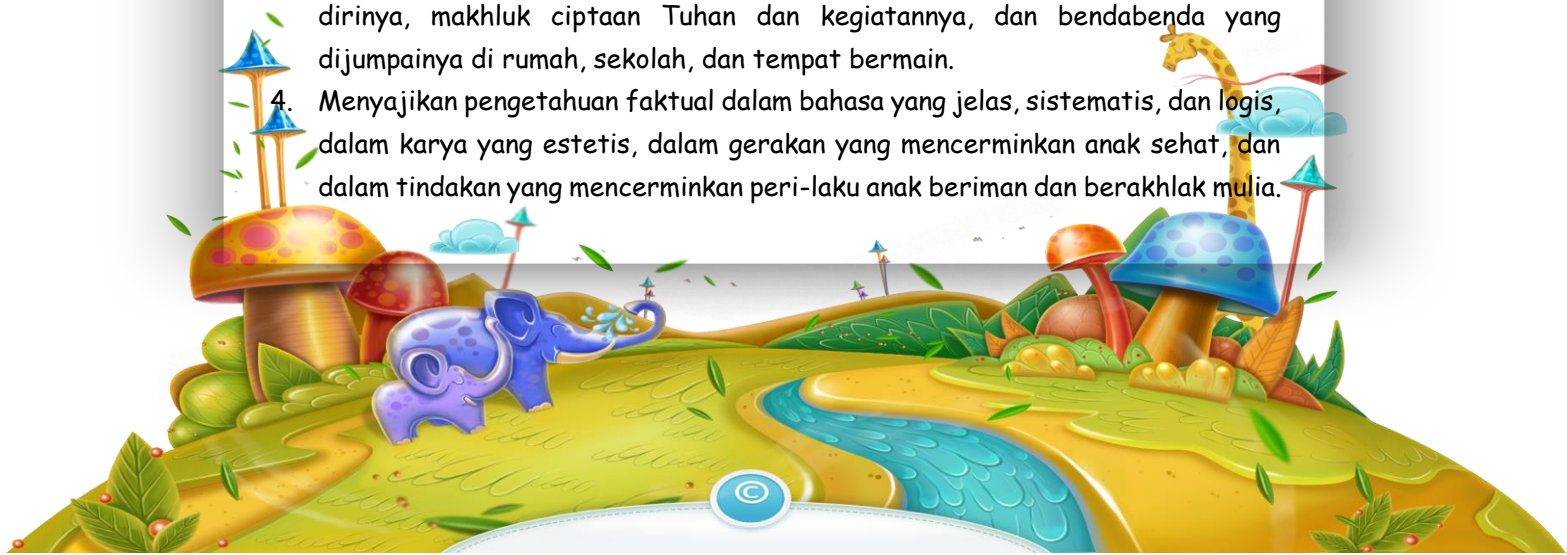 dirinya, makhluk ciptaan Tuhan dan kegiatannya, dan bendabenda yang
dijumpainya di rumah, sekolah, dan tempat bermain.
4. Menyajikan pengetahuan faktual dalam bahasa yang jelas, sistematis, dan logis,
dalam karya yang estetis, dalam gerakan yang mencerminkan anak sehat, dan
dalam tindakan yang mencerminkan peri-laku anak beriman dan berakhlak mulia.
©